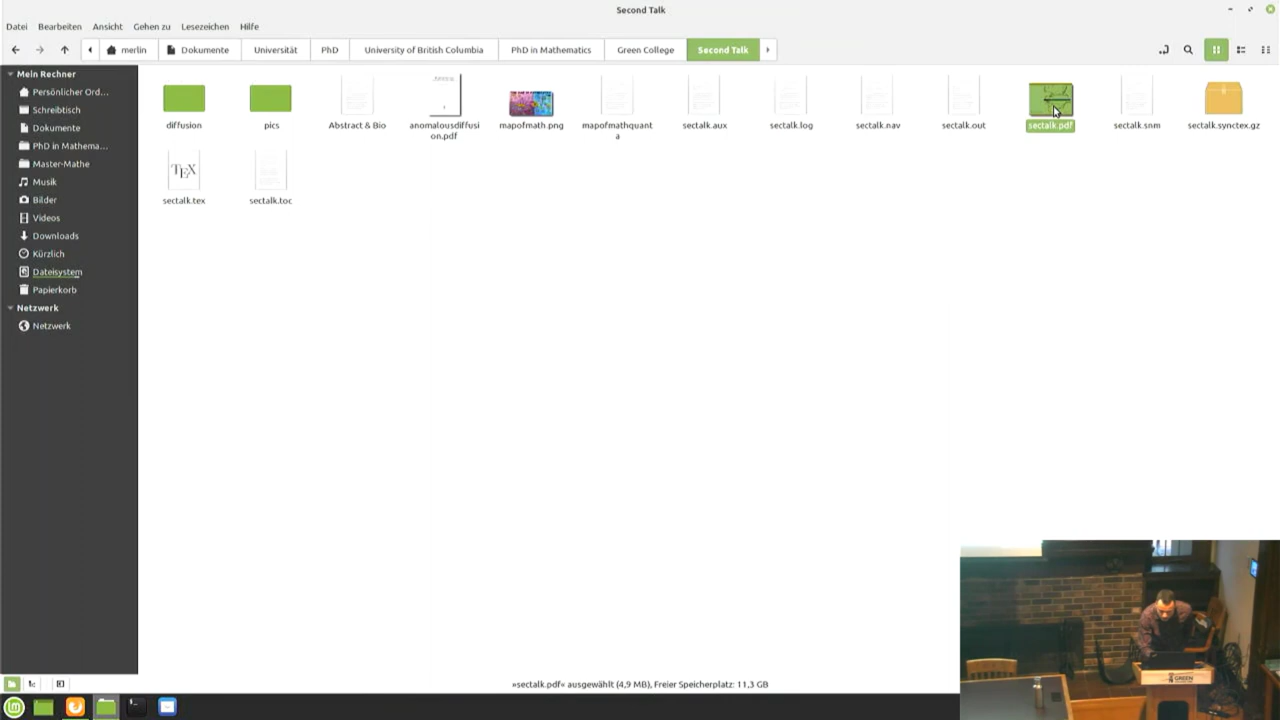 Second Talk
Datei Bearbeiten Ansicht Gehen zu Lesezeichen Hilfe
merlin Dokumente Universität PhD University of British Columbia PhD in Mathematics Green College Second Talk
Mein Rechner
Persönlicher Ord...
Schreibtisch
Dokumente
PhD in Mathema...
Master-Mathe
Musik
Bilder
Videos
Downloads
Kürzlich
Dateisystem
Papierkorb
Netzwerk
Netzwerk
diffusion
pics
Abstract & Bio
anomalousdiffusi
on.pdf
mapofmath.png
mapofmathquant
a
sectalk.aux
sectalk.log
sectalk.nav
sectalk.out
sectalk.pdf
sectalk.snm
sectalk.synctex.gz
TEX
sectalk.tex
sectalk.toc
»sectalk.pdf« ausgewählt (4,9 MB), Freier Speicherplatz: 11,3 GB
GREEN